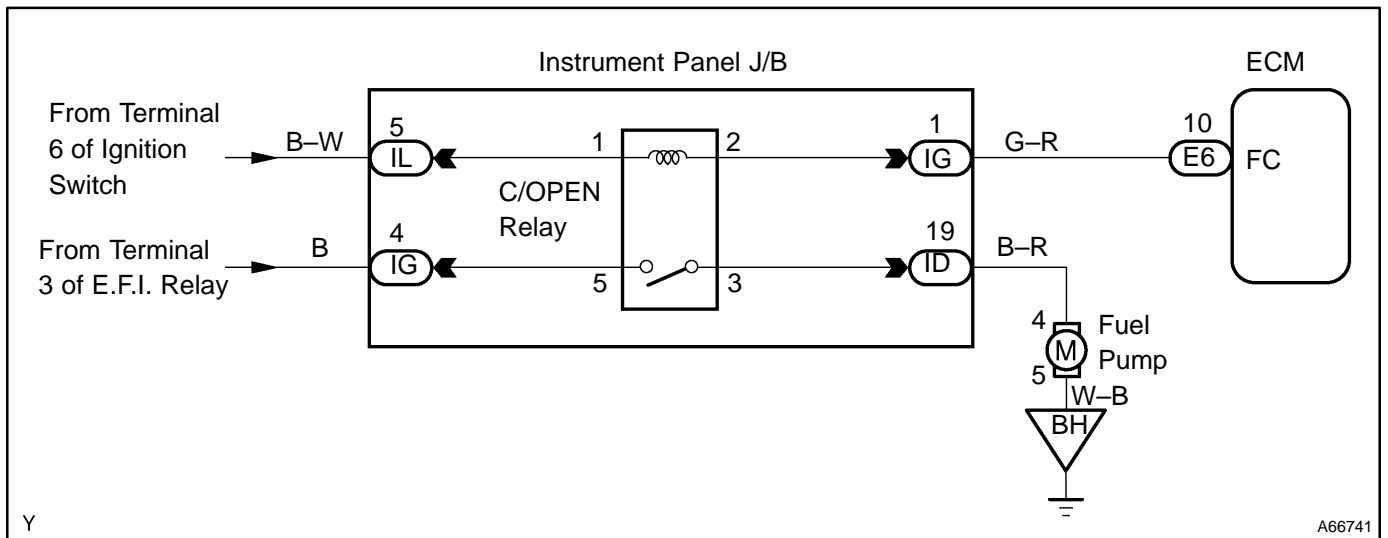 Instrument Panel J/B
ECM
From Terminal
6 of Ignition
Switch
B–W
5
IL
1
2
1
IG
G–R
10
E6
FC
C/OPEN
Relay
From Terminal
3 of E.F.I. Relay
B
4
IG
5
3
19
ID
B–R
4
M
5
Fuel
Pump
W–B
BH
Y
A66741